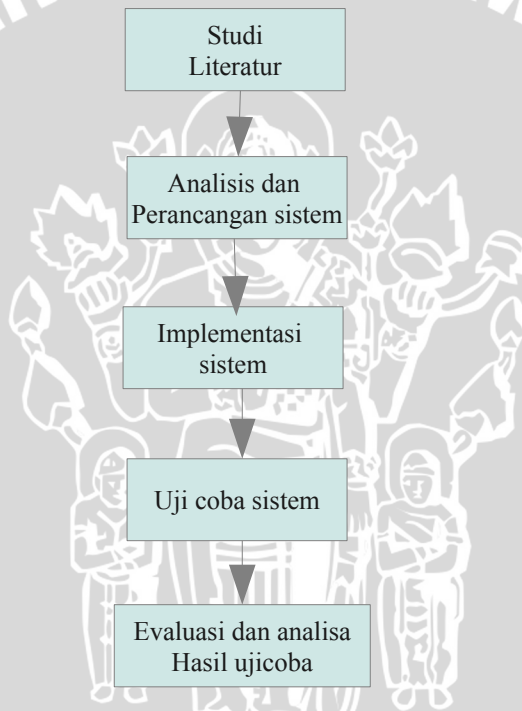 Studi
Literatur
Analisis dan
Perancangan sistem
Implementasi
sistem
Uji coba sistem
Evaluasi dan analisa
Hasil ujicoba